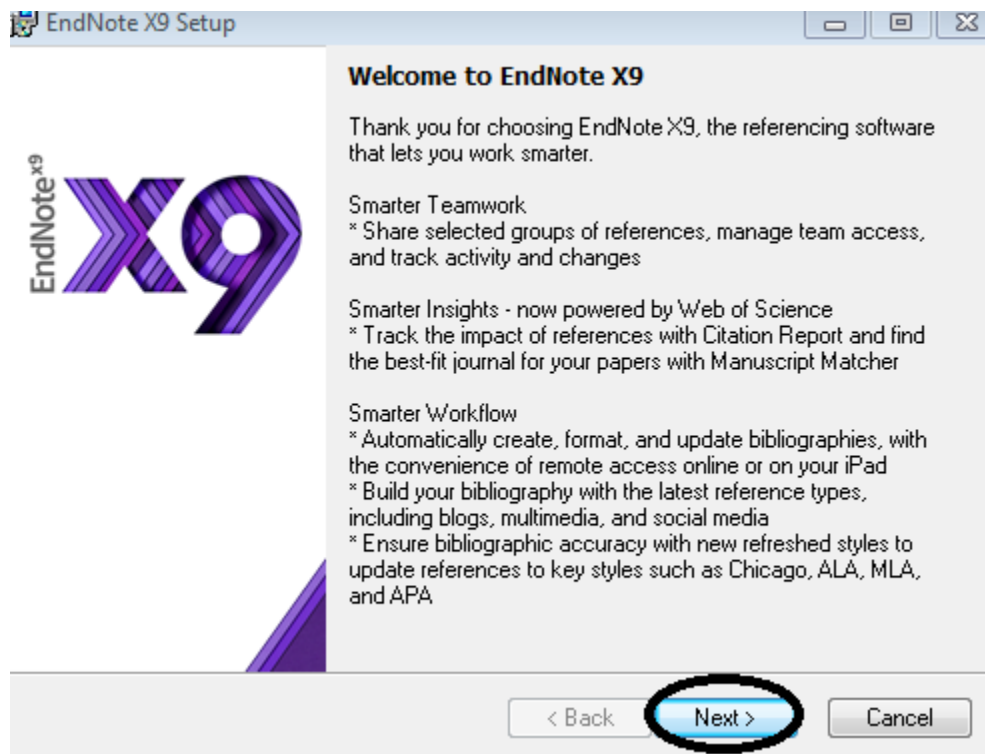 EndNote X9 Setup
Welcome to EndNote X9
Thank you for choosing EndNote X9, the referencing software
that lets you work smarter.
Smarter Teamwork
* Share selected groups of references, manage team access,
and track activity and changes
Smarter Insights - now powered by Web of Science
* Track the impact of references with Citation Report and find
the best-fit journal for your papers with Manuscript Matcher
Smarter Workflow
* Automatically create, format, and update bibliographies, with
the convenience of remote access online or on your iPad
* Build your bibliography with the latest reference types,
including blogs, multimedia, and social media
* Ensure bibliographic accuracy with new refreshed styles to
update references to key styles such as Chicago, ALA, MLA,
and APA
EndNote x9
X9
< Back
Next >
Cancel